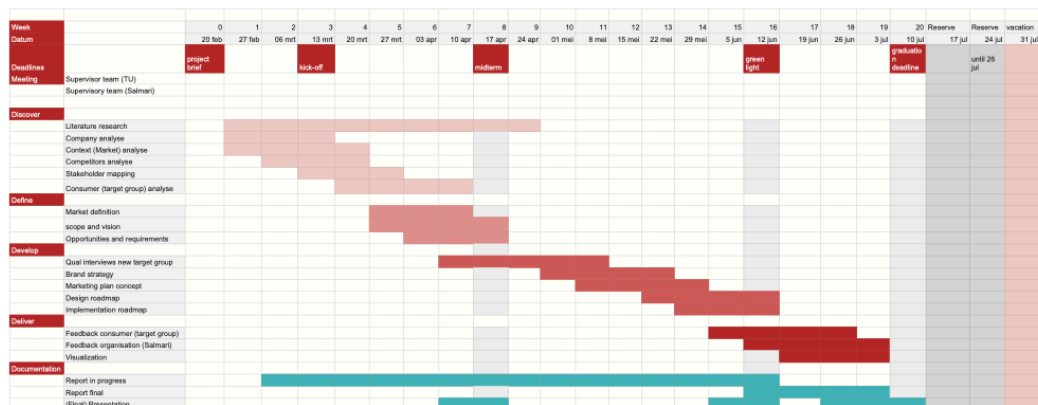 Week 0 1 2 3 4 5 6 7 8 9 10 11 12 13 14 15 16 17 18 19 20 Reserve Reserve vacation
Datum 20 feb 27 feb 06 mrt 13 mrt 20 mrt 27 mrt 03 apr 10 apr 17 apr 24 apr 01 mei 8 mei 15 mei 22 mei 29 mei 5 jun 12 jun 19 jun 26 jun 3 jul 10 jul 17 jul 24 jul 31 jul
Deadlines project brief kick-off midterm green light graduatio n deadline until 26 jul
Meeting Supervisor team (TU)
Supervisory team (Salmari)
Discover
Literature research
Company analyse
Context (Market) analyse
Competitors analyse
Stakeholder mapping
Consumer (target group) analyse
Define
Market definition
scope and vision
Opportunities and requirements
Develop
Qual interviews new target group
Brand strategy
Marketing plan concept
Design roadmap
Implementation roadmap
Deliver
Feedback consumer (target group)
Feedback organisation (Salmari)
Visualization
Documentation
Report in progress
Report final
(Final) Presentation